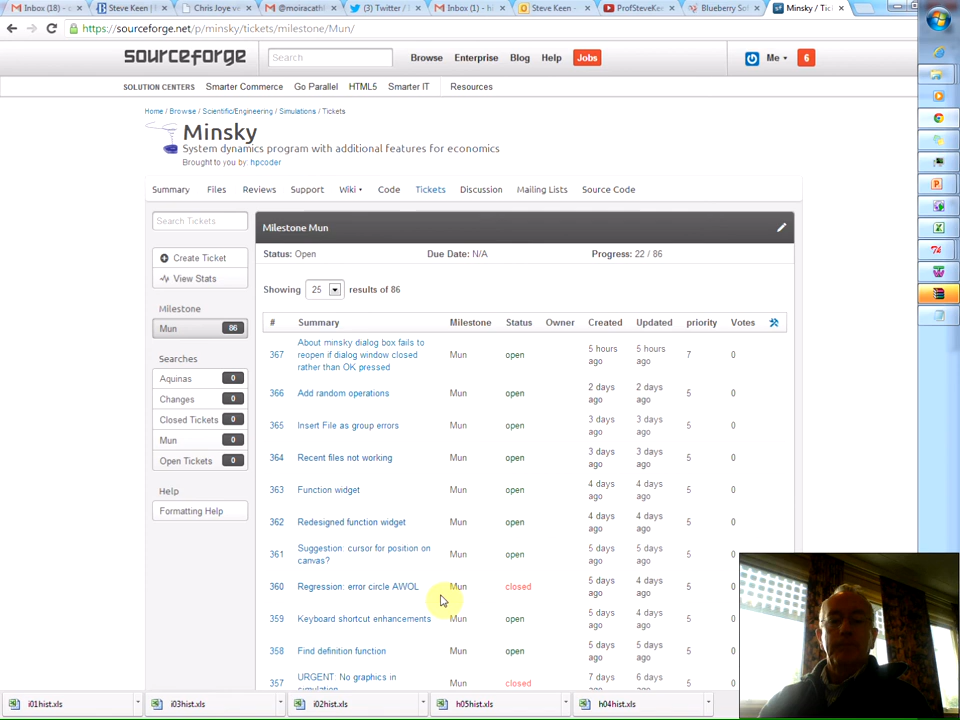 Inbox (18) - c
Steve Keen (
Chris Joye ve
@moiracathl
(3) Twitter /
Inbox (1) - h
Steve Keen -
ProfSteveKe
Blueberry So
Minsky / Tic
https://sourceforge.net/p/minsky/tickets/milestone/Mun/
sourceforge
Search
Browse
Enterprise
Blog
Help
Jobs
Me
6
SOLUTION CENTERS
Smarter Commerce
Go Parallel
HTML5
Smarter IT
Resources
Home / Browse / Scientific/Engineering / Simulations / Tickets
Minsky
System dynamics program with additional features for economics
Brought to you by: hpcoder
Summary
Files
Reviews
Support
Wiki
Code
Tickets
Discussion
Mailing Lists
Source Code
Search Tickets
Create Ticket
View Stats
Milestone
Mun 86
Searches
Aquinas 0
Changes 0
Closed Tickets 0
Mun 0
Open Tickets 0
Help
Formatting Help
Milestone Mun
Status: Open
Due Date: N/A
Progress: 22 / 86
Showing 25 results of 86
# Summary Milestone Status Owner Created Updated priority Votes
367 About minsky dialog box fails to reopen if dialog window closed rather than OK pressed Mun open 5 hours ago 5 hours ago 7 0
366 Add random operations Mun open 2 days ago 2 days ago 5 0
365 Insert File as group errors Mun open 3 days ago 3 days ago 5 0
364 Recent files not working Mun open 3 days ago 3 days ago 5 0
363 Function widget Mun open 4 days ago 4 days ago 5 0
362 Redesigned function widget Mun open 4 days ago 4 days ago 5 0
361 Suggestion: cursor for position on canvas? Mun open 5 days ago 5 days ago 5 0
360 Regression: error circle AWOL Mun closed 5 days ago 4 days ago 5 0
359 Keyboard shortcut enhancements Mun open 5 days ago 4 days ago 5 0
358 Find definition function Mun open 5 days ago 5 days ago 5 0
357 URGENT: No graphics in simulation Mun closed 7 days ago 6 days ago 5 0
i01hist.xls
i03hist.xls
i02hist.xls
h05hist.xls
h04hist.xls